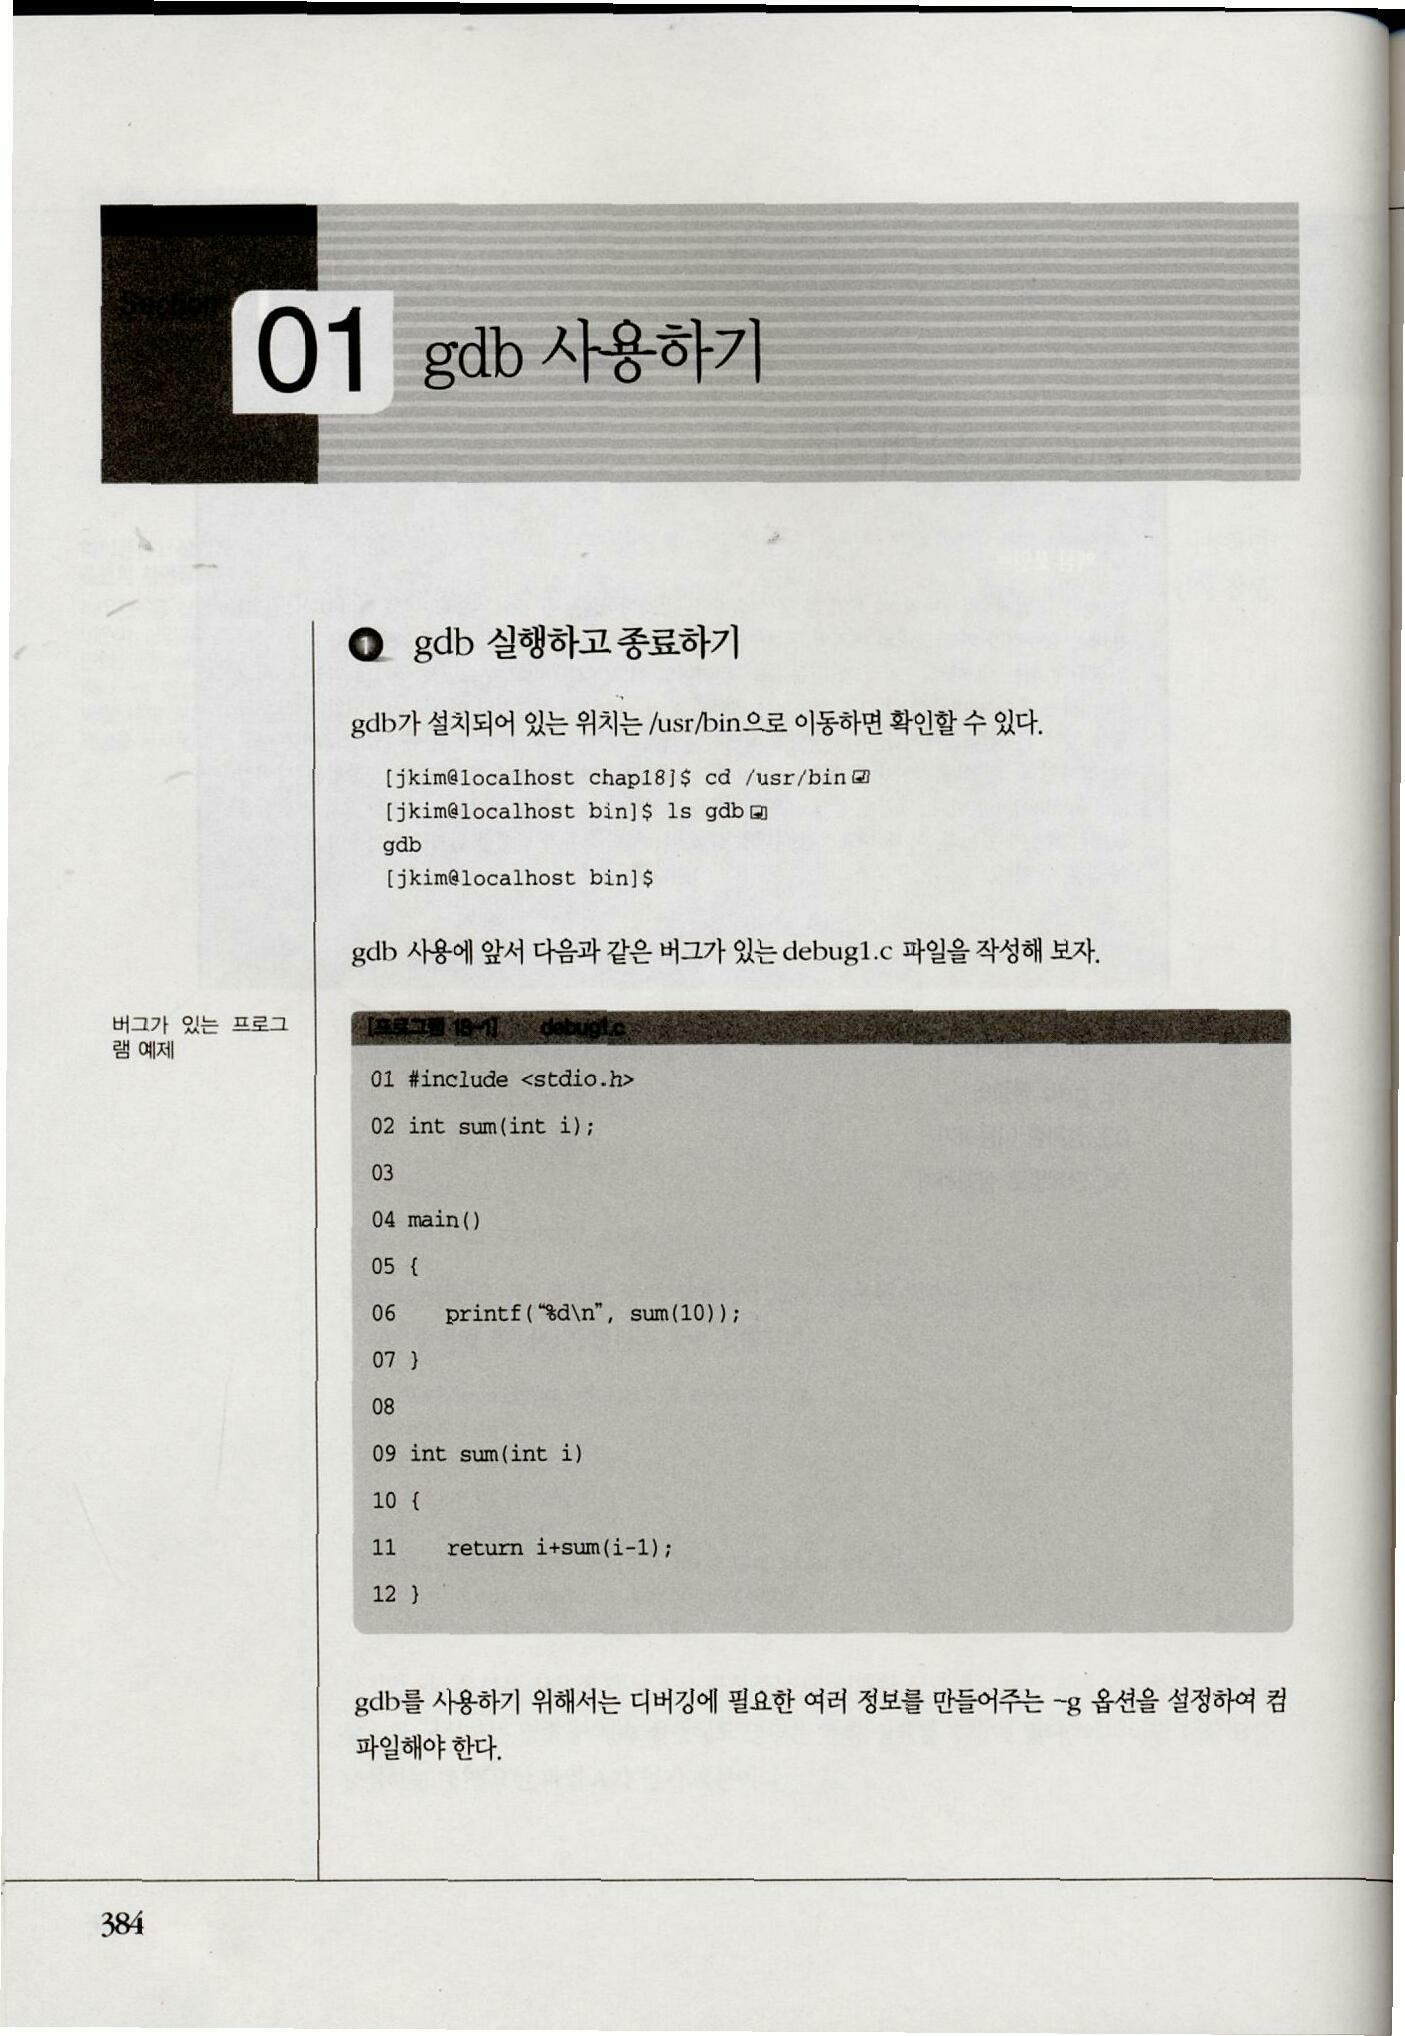 Section
01 gdb 사용하기
1 gdb 실행하고 종료하기
gdb가 설치되어 있는 위치는 /usr/bin으로 이동하면 확인할 수 있다.
[jkim@localhost chap18]$ cd /usr/bin
[jkim@localhost bin]$ ls gdb
gdb
[jkim@localhost bin]$
gdb 사용에 앞서 다음과 같은 버그가 있는 debug1.c 파일을 작성해 보자.
버그가 있는 프로그
램 예제
[프로그램 18-1] debug1.c
01 #include <stdio.h>
02 int sum(int i);
03
04 main()
05 {
06 printf(“%d\n”, sum(10));
07 }
08
09 int sum(int i)
10 {
11 return i+sum(i-1);
12 }
gdb를 사용하기 위해서는 디버깅에 필요한 여러 정보를 만들어주는 -g 옵션을 설정하여 컴
파일해야 한다.
384